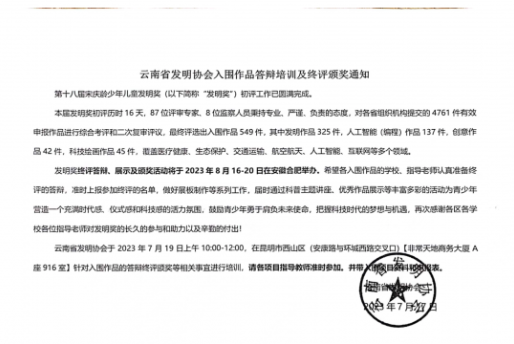 云南省发明协会入围作品答辩培训及终评颁奖通知
第十八届宋庆龄少年儿童发明奖（以下简称“发明奖”）初评工作已圆满完成。
本届发明奖初评历时 16 天，87 位评审专家、8 位监察人员秉持专业、严谨、负责的态度，对各省组织机构提交的 4761 件有效
申报作品进行综合考评和二次复审评议，最终评选出入围作品 549 件，其中发明作品 325 件，人工智能（编程）作品 137 件，创意作
品 42 件，科技绘画作品 45 件，覆盖医疗健康、生态保护、交通运输、航空航天、人工智能、互联网等多个领域。
发明奖终评答辩、展示及颁奖活动将于 2023 年 8 月 16-20 日在安徽合肥举办。希望各入围作品的学校、指导老师认真准备终
评的答辩，准时上报参加终评的名单，做好展板制作等系列工作，届时通过科普主题讲座、优秀作品展示等丰富多彩的活动为青少年
营造一个充满时代感、仪式感和科技感的活力氛围，鼓励青少年勇于肩负未来使命，把握科技时代的梦想与机遇，再次感谢各区各学
校各位指导老师对发明奖的长久的参与和助力以及辛勤的付出！
云南省发明协会于 2023 年 7 月 19 日上午 10:00-12:00，在昆明市西山区（安康路与环城西路交叉口）【非常天地商务大厦 A
座 916 室】针对入围作品的答辩终评颁奖等相关事宜进行培训，请各项目指导教师准时参加。并带入围项目资料和申报表。
云南省发明协会
2023 年 7 月 17 日